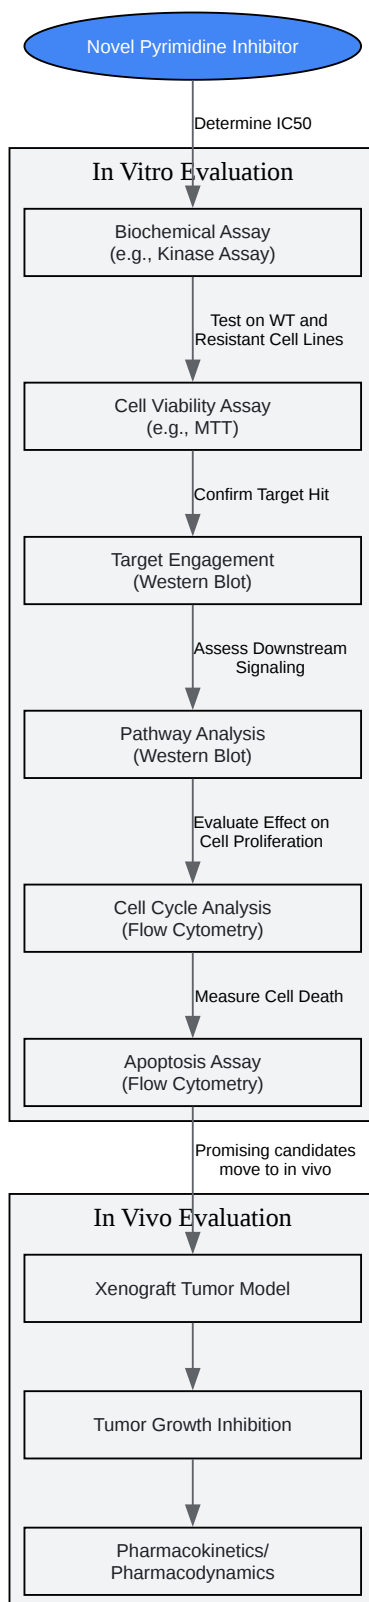 Novel Pyrimidine Inhibitor
Determine IC50
In Vitro Evaluation
Biochemical Assay
(e.g., Kinase Assay)
Test on WT and
Resistant Cell Lines
Cell Viability Assay
(e.g., MTT)
Confirm Target Hit
Target Engagement
(Western Blot)
Assess Downstream
Signaling
Pathway Analysis
(Western Blot)
Evaluate Effect on
Cell Proliferation
Cell Cycle Analysis
(Flow Cytometry)
Measure Cell Death
Apoptosis Assay
(Flow Cytometry)
Promising candidates
move to in vivo
In Vivo Evaluation
Xenograft Tumor Model
Tumor Growth Inhibition
Pharmacokinetics/
Pharmacodynamics